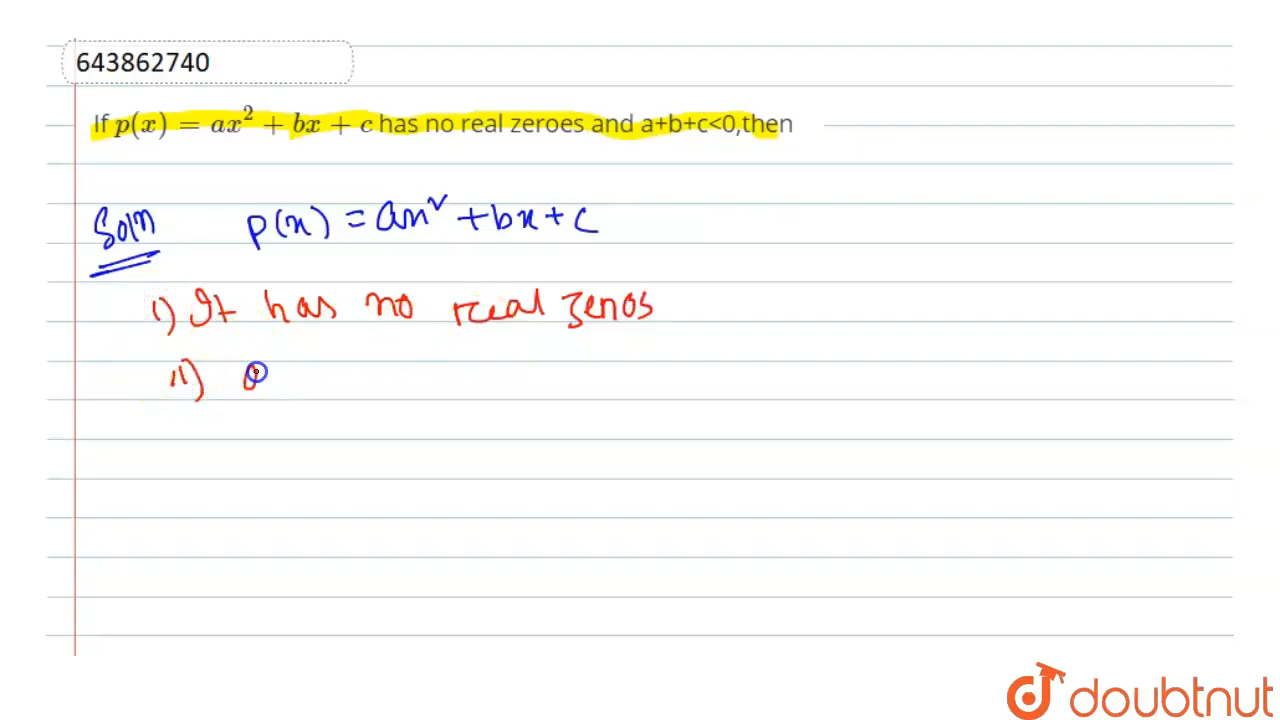 643862740
If p(x) = ax² + bx + c has no real zeroes and a+b+c<0,then
Soln p(x) = ax² + bx + c
i) It has no real zeros
ii)
doubtnut